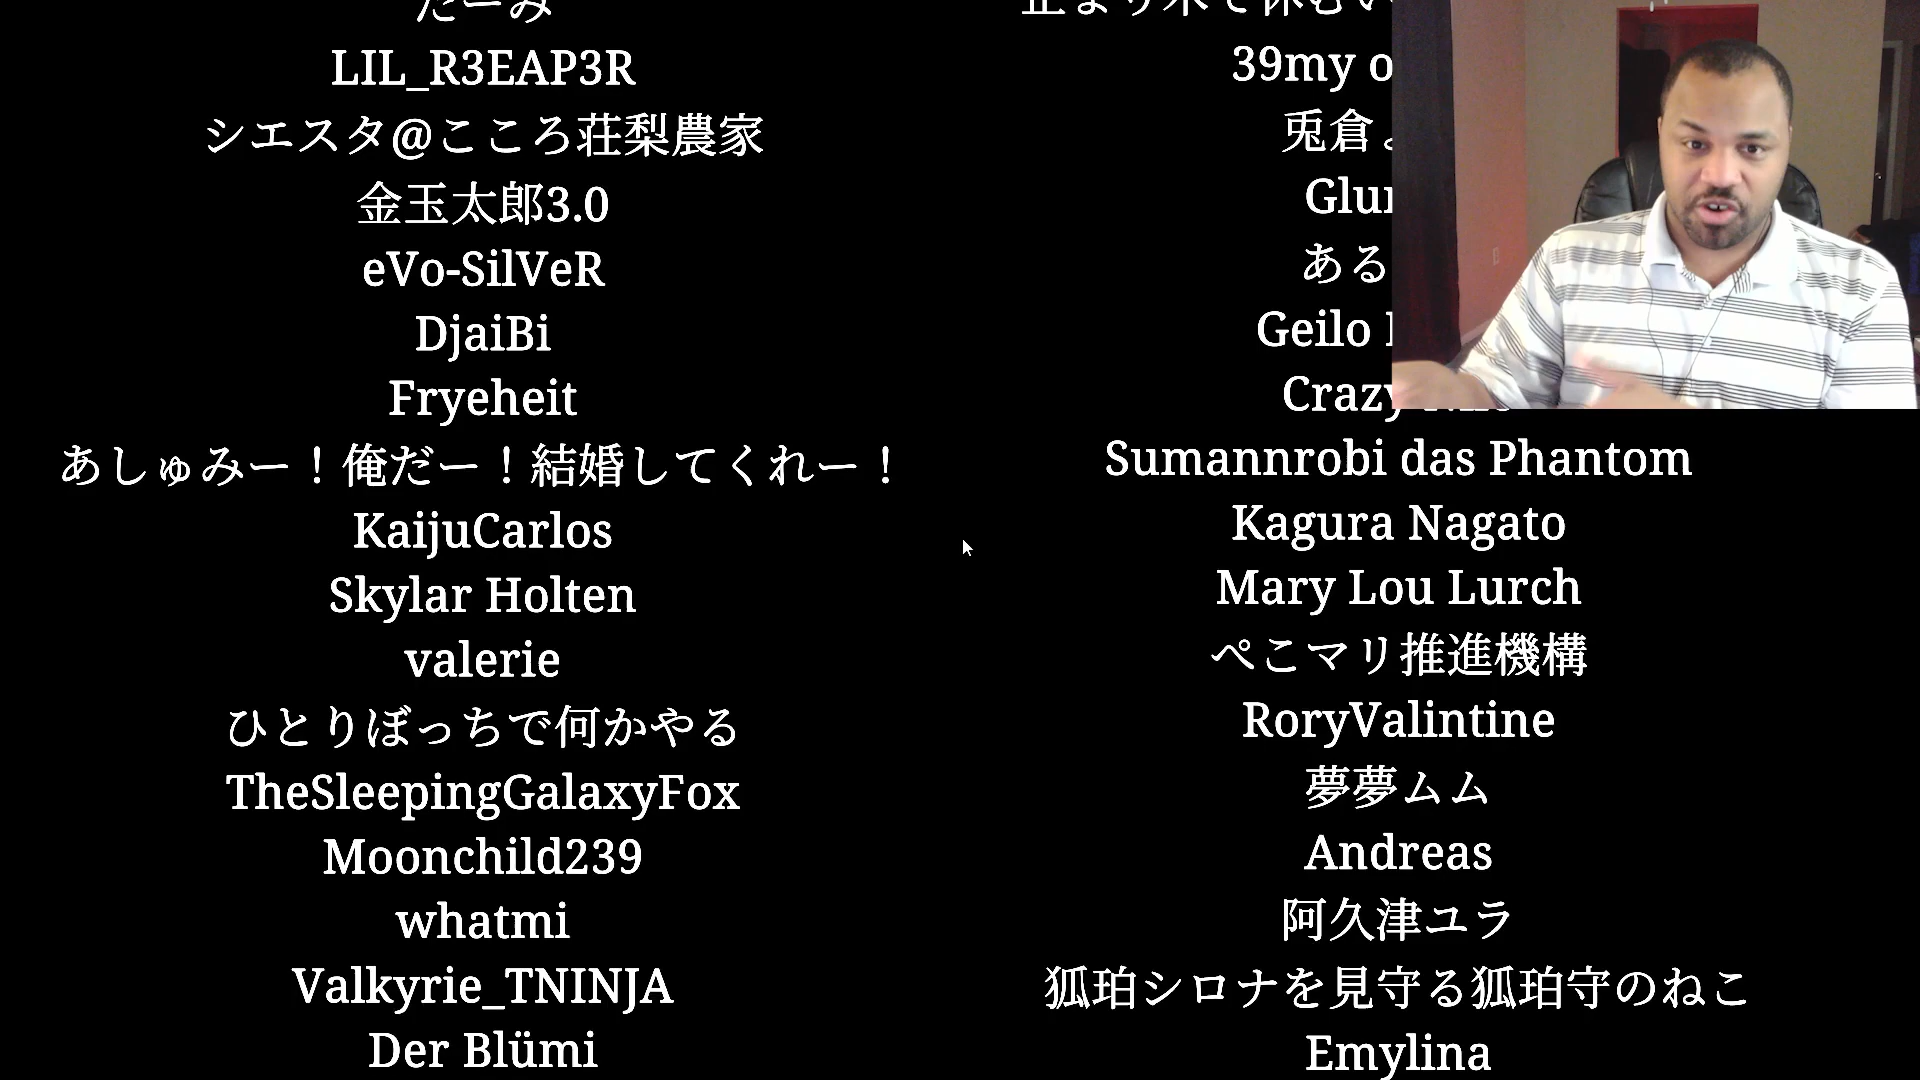 LIL_R3EAP3R
シエスタ@こころ荘梨農家
金玉太郎3.0
eVo-SilVeR
DjaiBi
Fryeheit
あしゅみー！俺だー！結婚してくれー！
KaijuCarlos
Skylar Holten
valerie
ひとりぼっちで何かやる
TheSleepingGalaxyFox
Moonchild239
whatmi
Valkyrie_TNINJA
Der Blümi
39my
兎倉
ある
Geilo
Crazy
Sumannrobi das Phantom
Kagura Nagato
Mary Lou Lurch
ぺこマリ推進機構
RoryValintine
夢夢ムム
Andreas
阿久津ユラ
狐珀シロナを見守る狐珀守のねこ
Emylina